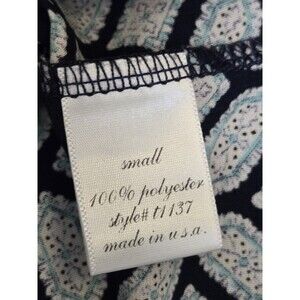 small
100% polyester
style# t1137
made in u.s.a.